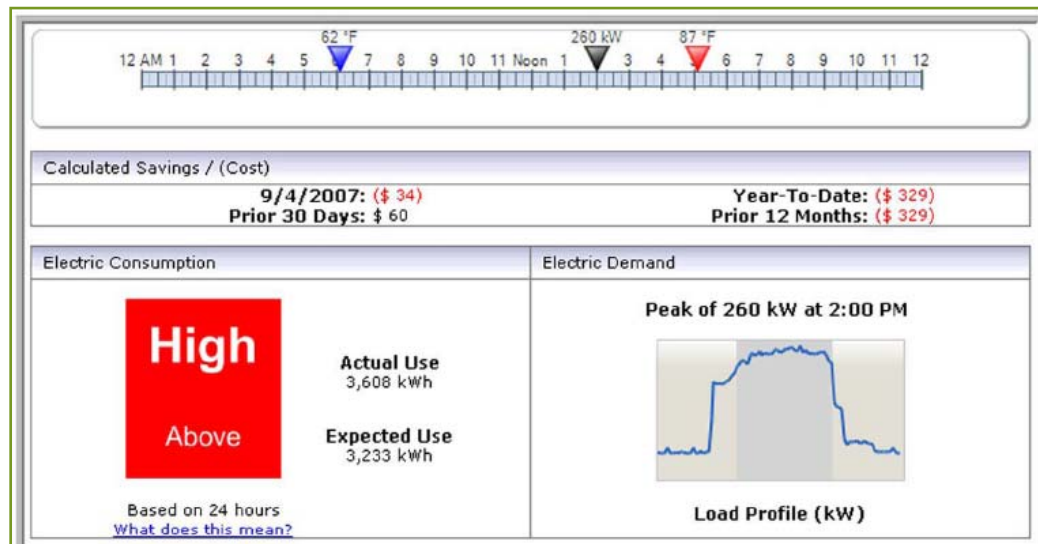 62 °F 260 kW 87 °F
12 AM 1 2 3 4 5 6 7 8 9 10 11 Noon 1 3 4 5 6 7 8 9 10 11 12
Calculated Savings / (Cost)
9/4/2007: ($ 34) Year-To-Date: ($ 329)
Prior 30 Days: $ 60 Prior 12 Months: ($ 329)
Electric Consumption
High
Above
Actual Use
3,608 kWh
Expected Use
3,233 kWh
Based on 24 hours
What does this mean?
Electric Demand
Peak of 260 kW at 2:00 PM
Load Profile (kW)